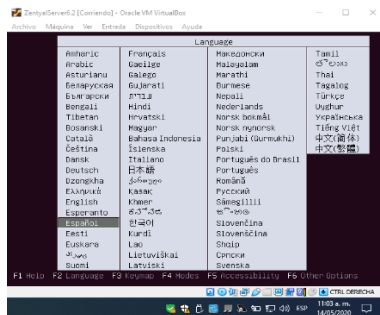 ZentyalServer6.2 [Corriendo] - Oracle VM VirtualBox
Archivo Máquina Ver Entrada Dispositivos Ayuda
Language
Amharic Français Македонски Tamil
Arabic Gaeilge Malayalam తెలుగు
Asturianu Galego Marathi Thai
Беларуская Gujarati Burmese Tagalog
Български עברית Nepali Türkçe
Bengali Hindi Nederlands Uyghur
Tibetan Hrvatski Norsk bokmål Українська
Bosanski Magyar Norsk nynorsk Tiếng Việt
Català Bahasa Indonesia Punjabi (Gurmukhi) 中文(简体)
Čeština Íslenska Polski 中文(繁體)
Dansk Italiano Português do Brasil
Deutsch 日本語 Português
Dzongkha ქართული Română
Ελληνικά Қазақ Русский
English Khmer Sámegillii
Esperanto ಕನ್ನಡ සිංහල
Español 한국어 Slovenčina
Eesti Kurdî Slovenščina
Euskara Lao Shqip
فارسی Lietuviškai Српски
Suomi Latviski Svenska
F1 Help F2 Language F3 Keymap F4 Modes F5 Accessibility F6 Other Options
CTRL DERECHA
ESP 11:03 a. m.
14/05/2020